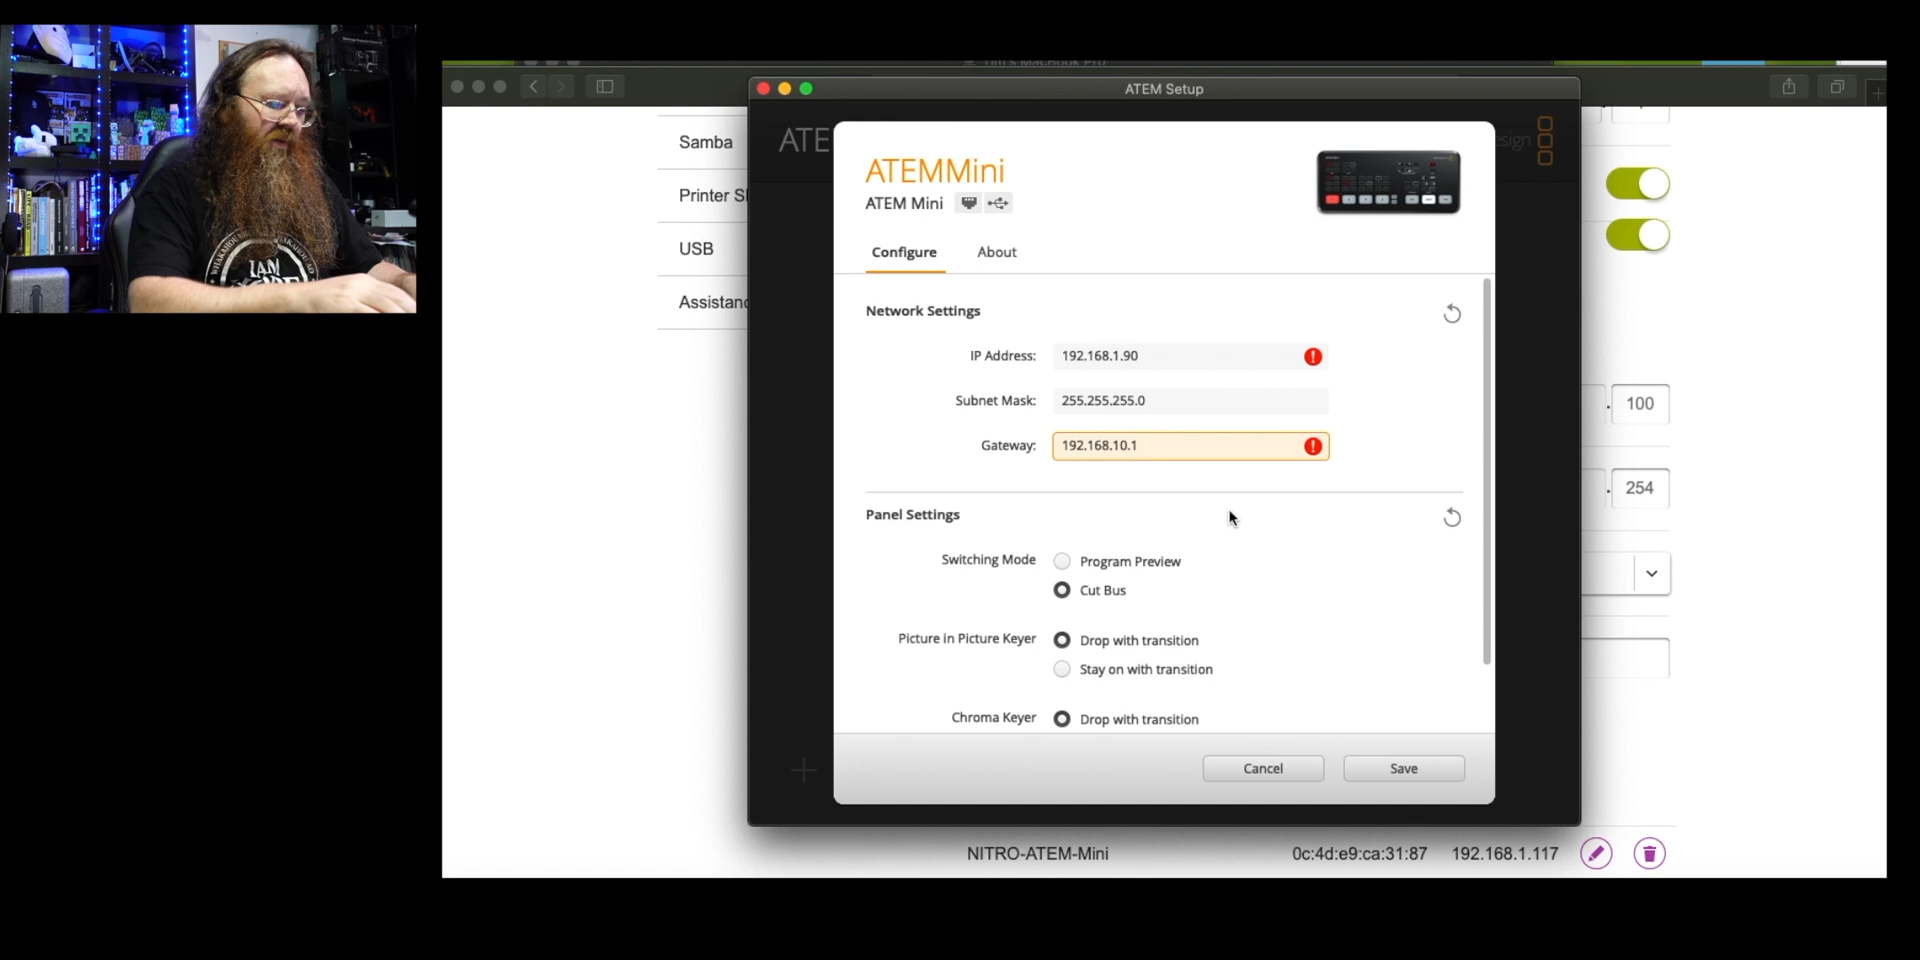 ATEM Setup
Samba
Printer S
USB
Assistanc
ATE
esign
ATEMMini
ATEM Mini
Configure
About
Network Settings
IP Address: 192.168.1.90
Subnet Mask: 255.255.255.0
Gateway: 192.168.10.1
Panel Settings
Switching Mode
Program Preview
Cut Bus
Picture in Picture Keyer
Drop with transition
Stay on with transition
Chroma Keyer
Drop with transition
Cancel
Save
. 100
. 254
NITRO-ATEM-Mini 0c:4d:e9:ca:31:87 192.168.1.117
I AM